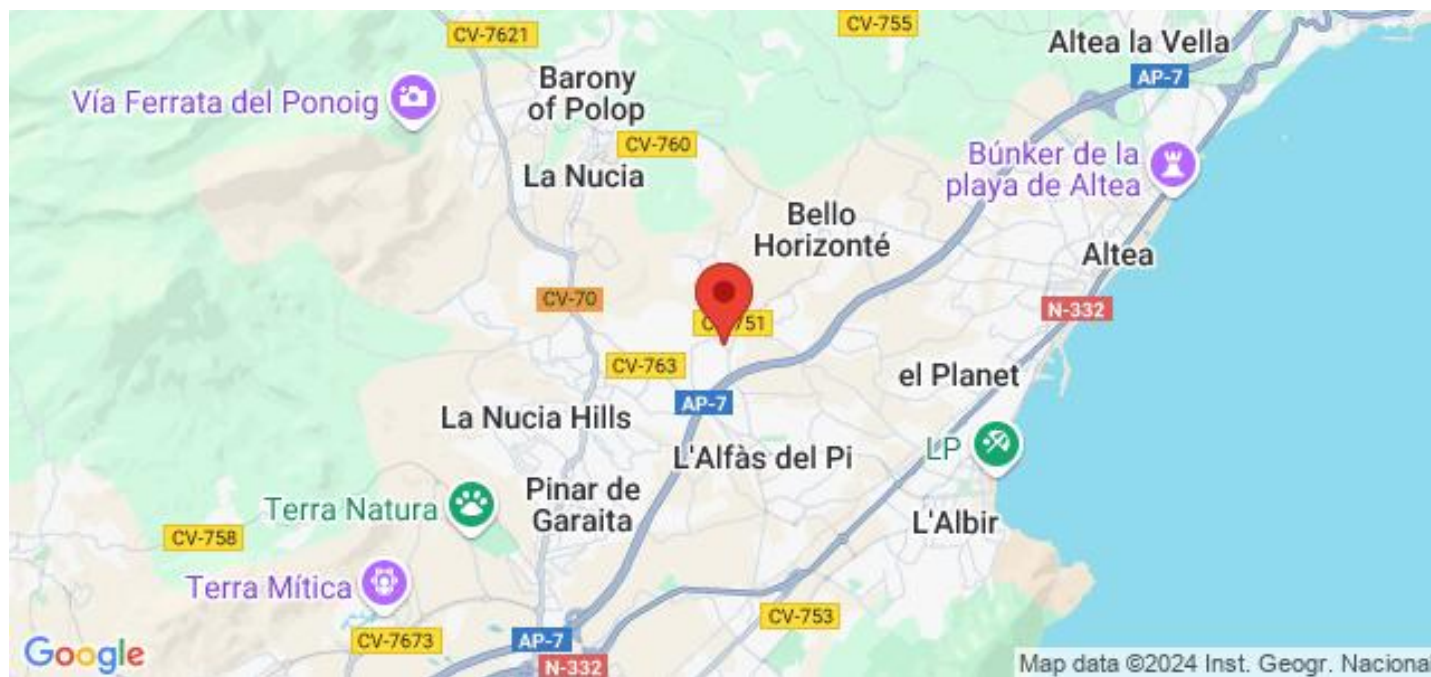 CV-7621
CV-755
Altea la Vella
AP-7
Barony
of Polop
Vía Ferrata del Ponoig
CV-760
La Nucia
Búnker de la
playa de Altea
Bello
Horizonté
Altea
CV-70
N-332
CV-763
el Planet
AP-7
La Nucia Hills
L'Alfàs del Pi
LP
Pinar de
Garaita
Terra Natura
L'Albir
CV-758
Terra Mítica
CV-753
CV-7673
AP-7
N-332
Google
Map data ©2024 Inst. Geogr. Nacional